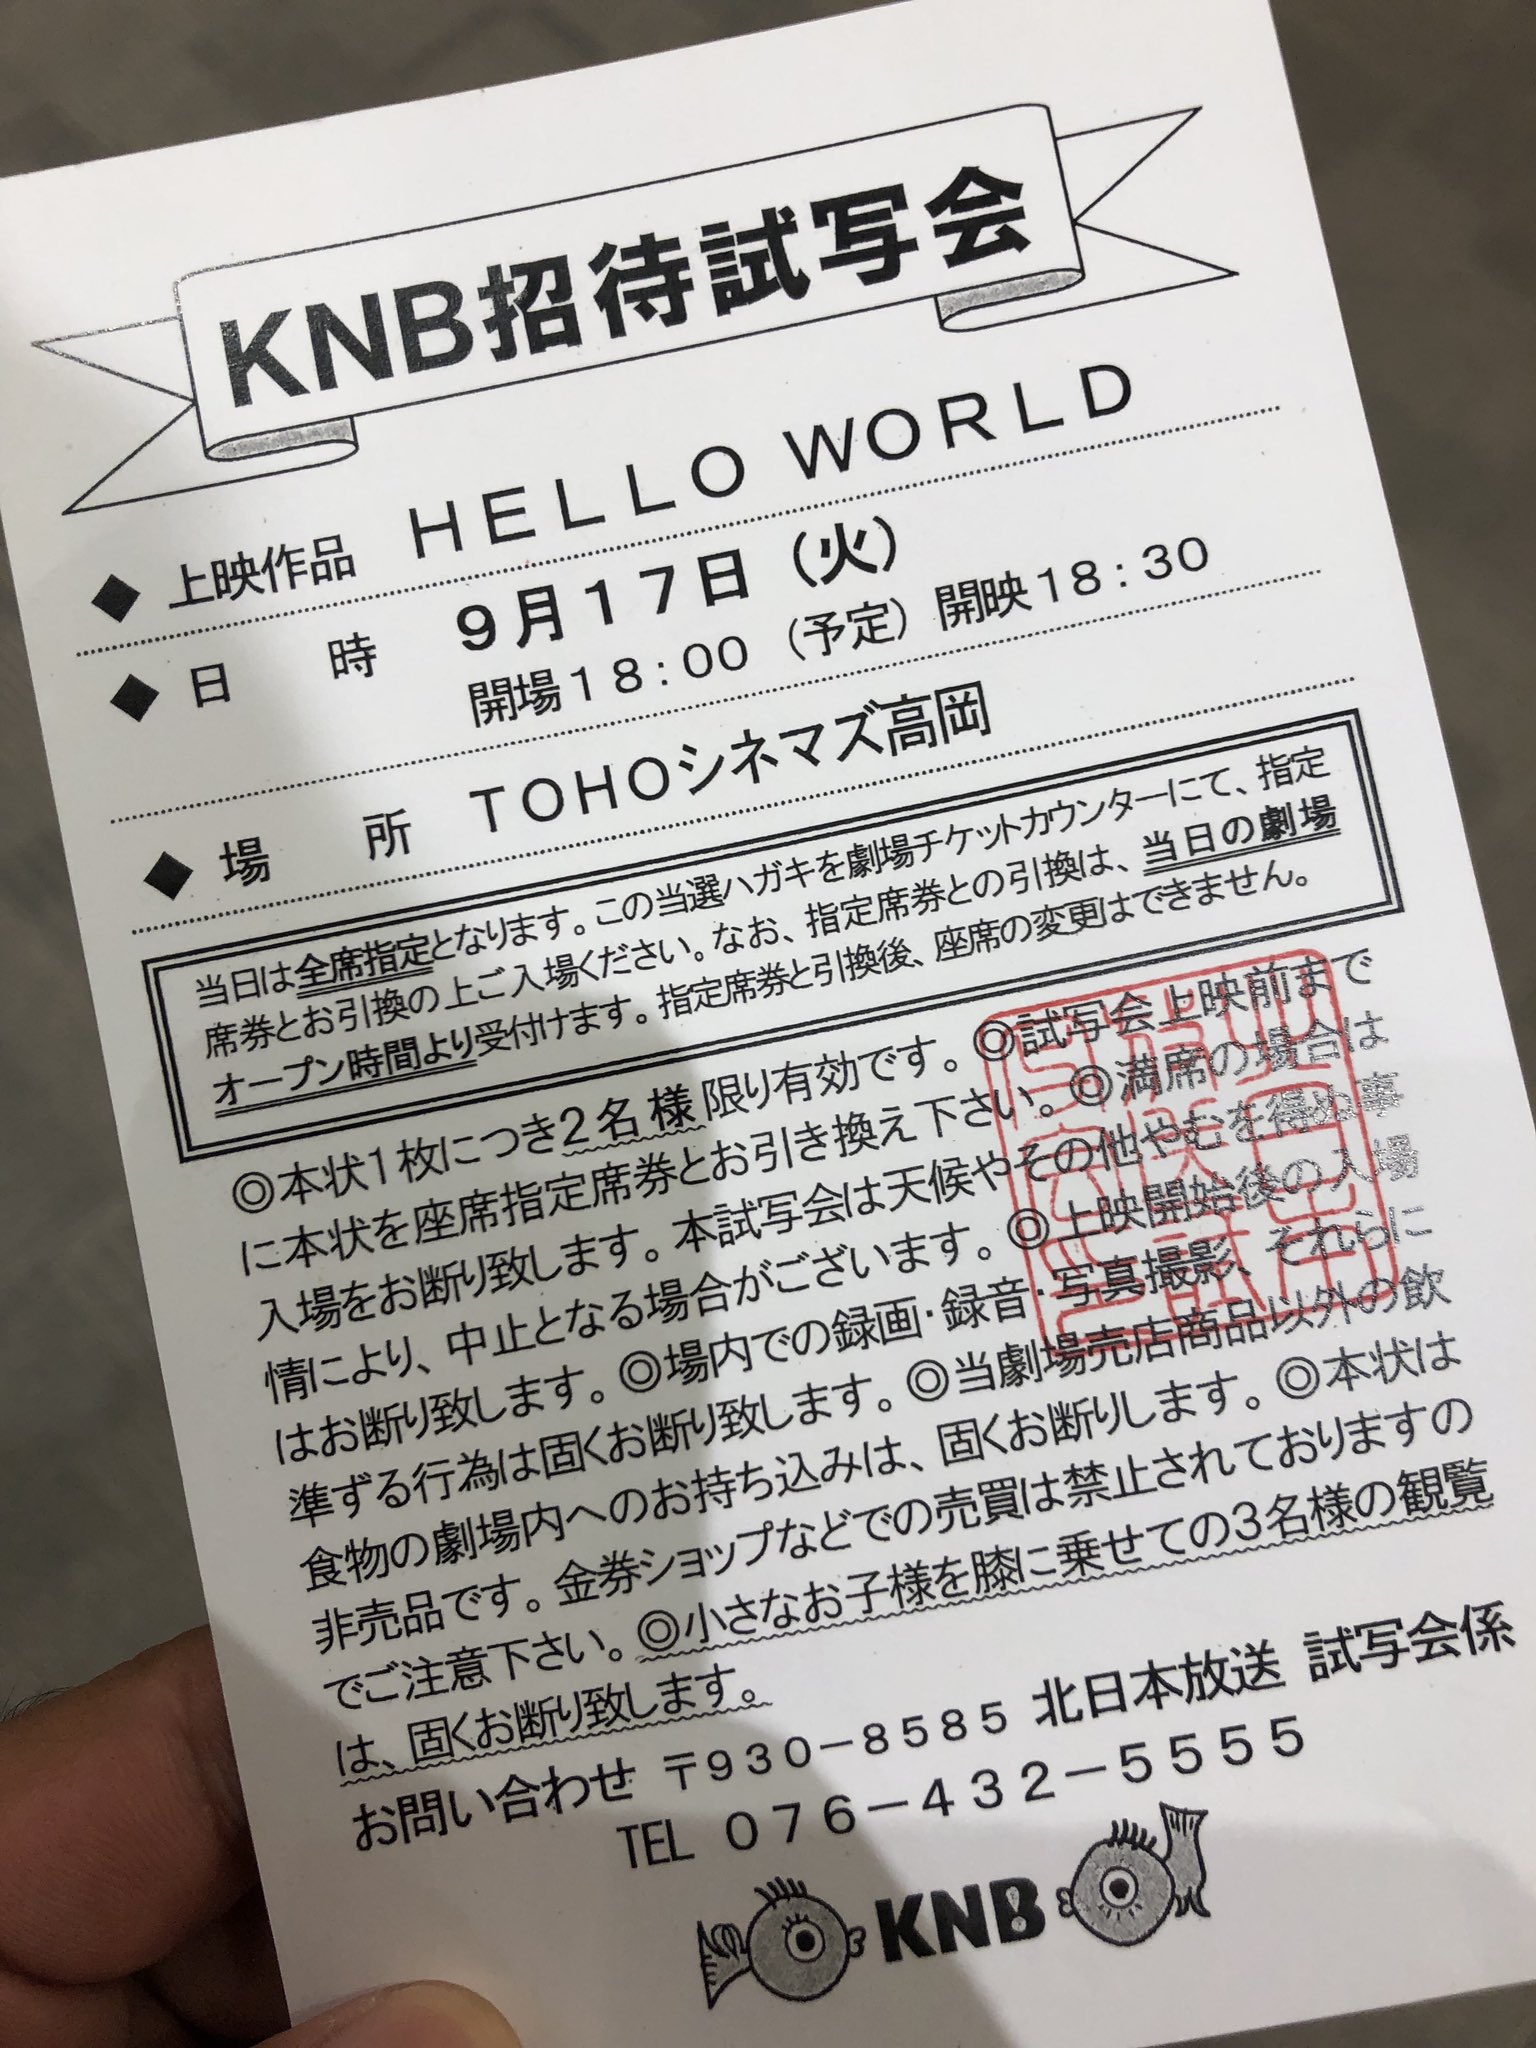 KNB招待試写会
◆ 上映作品 HELLO WORLD
◆ 日 時 9月17日(火)
開場18:00(予定)開映18:30
◆ 場 所 TOHOシネマズ高岡
当日は全席指定となります。この当選ハガキを劇場チケットカウンターにて、指定
席券とお引換の上ご入場ください。なお、指定席券との引換は、当日の劇場
オープン時間より受付けます。指定席券と引換後、座席の変更はできません。
◎本状1枚につき2名様限り有効です。◎試写会上映前まで
に本状を座席指定席券とお引き換え下さい。◎満席の場合は
入場をお断り致します。本試写会は天候やその他やむを得ぬ事
情により、中止となる場合がございます。◎上映開始後の入場
はお断り致します。◎場内での録画・録音・写真撮影、それらに
準ずる行為は固くお断り致します。◎当劇場売店商品以外の飲
食物の劇場内へのお持ち込みは、固くお断りします。◎本状は
非売品です。金券ショップなどでの売買は禁止されておりますの
でご注意下さい。◎小さなお子様を膝に乗せての3名様の観覧
は、固くお断り致します。
お問い合わせ 〒930-8585 北日本放送 試写会係
TEL 076-432-5555
KNB